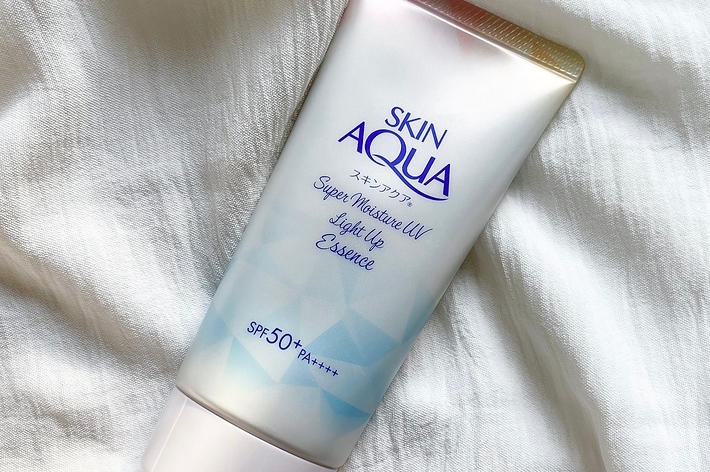 SKIN
AQUA
スキンアクア®
Super Moisture UV
Light Up
Essence
SPF50+PA++++